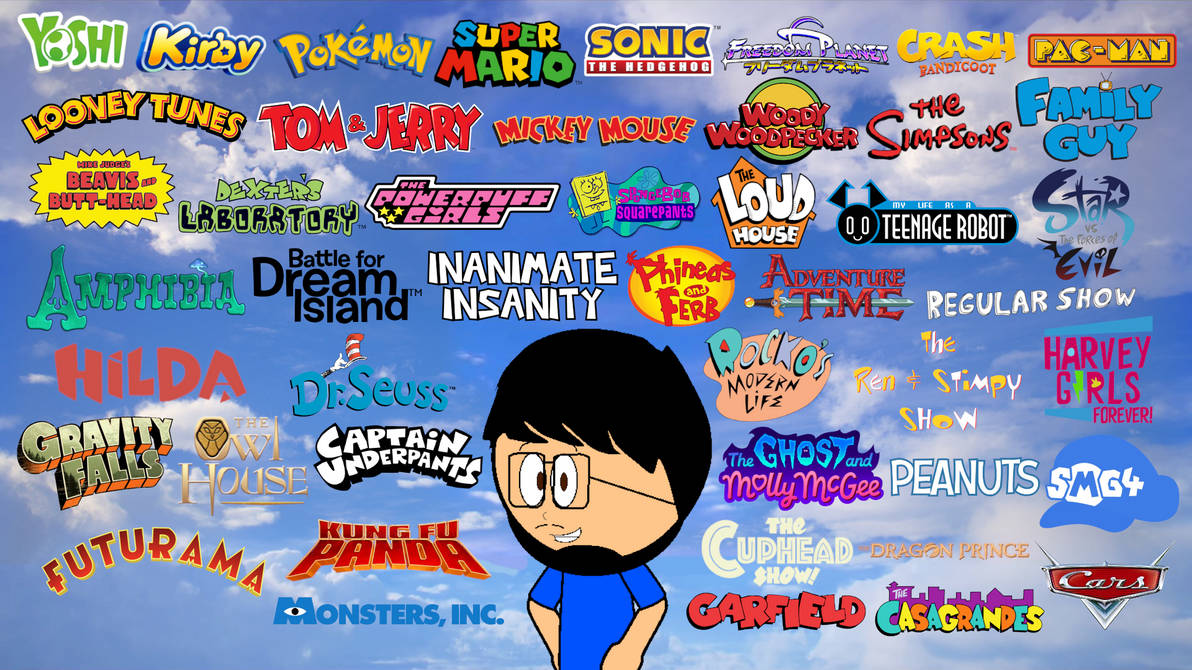 YOSHI
Kirby
POKéMON
SUPER
MARIO™
SONIC™
THE HEDGEHOG
FREEDOM PLANET
フリーダムプラネット
CRASH
BANDICOOT
PAC-MAN
LOONEY TUNES
TOM & JERRY
MICKEY MOUSE
WOODY
WOODPECKER
THE
SIMPSONS
FAMILY
GUY
MIKE JUDGE'S
BEAVIS AND
BUTT-HEAD
DEXTER'S
LABORATORY™
THE
POWERPUFF
GIRLS
SPONGEBOB
SQUAREPANTS
THE
LOUD
HOUSE
MY LIFE AS A
TEENAGE ROBOT™
STAR
VS
The Forces of
EVIL
AMPHIBIA
Battle for
Dream
Island™
INANIMATE
INSANITY
PHINEAS
and
FERB
ADVENTURE
TIME
REGULAR SHOW
HILDA
Dr. Seuss™
ROCKO'S
MODERN
LIFE
The
Ren & Stimpy
SHOW
HARVEY
GIRLS
FOREVER!
GRAVITY
FALLS
THE
OWL
HOUSE
CAPTAIN
UNDERPANTS
The GHOST and
Molly McGee
PEANUTS
SMG4
FUTURAMA
KUNG FU
PANDA
THE
CUPHEAD
SHOW!
THE DRAGON PRINCE
Cars
MONSTERS, INC.
GARFIELD
THE
CASAGRANDES